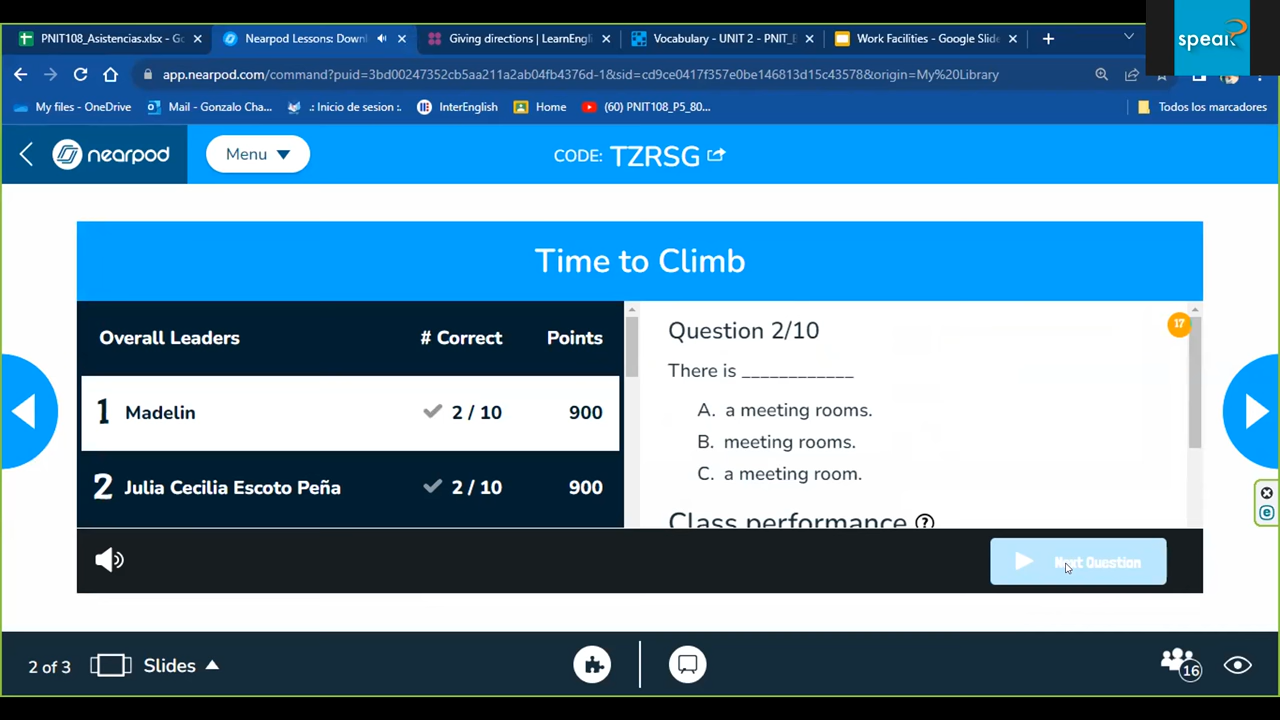 PNIT108_Asistencias.xlsx - Go
Nearpod Lessons: Downl
Giving directions | LearnEngli
Vocabulary - UNIT 2 - PNIT_E
Work Facilities - Google Slide
speak
app.nearpod.com/command?puid=3bd00247352cb5aa211a2ab04fb4376d-1&sid=cd9ce0417f357e0be146813d15c43578&origin=My%20Library
My files - OneDrive
Mail - Gonzalo Cha...
.: Inicio de sesion :.
InterEnglish
Home
(60) PNIT108_P5_80...
Todos los marcadores
nearpod
Menu
CODE: TZRSG
Time to Climb
Overall Leaders # Correct Points
1 Madelin 2 / 10 900
2 Julia Cecilia Escoto Peña 2 / 10 900
17
Question 2/10
There is ____________
A. a meeting rooms.
B. meeting rooms.
C. a meeting room.
Class performance ?
Next Question
2 of 3
Slides
16